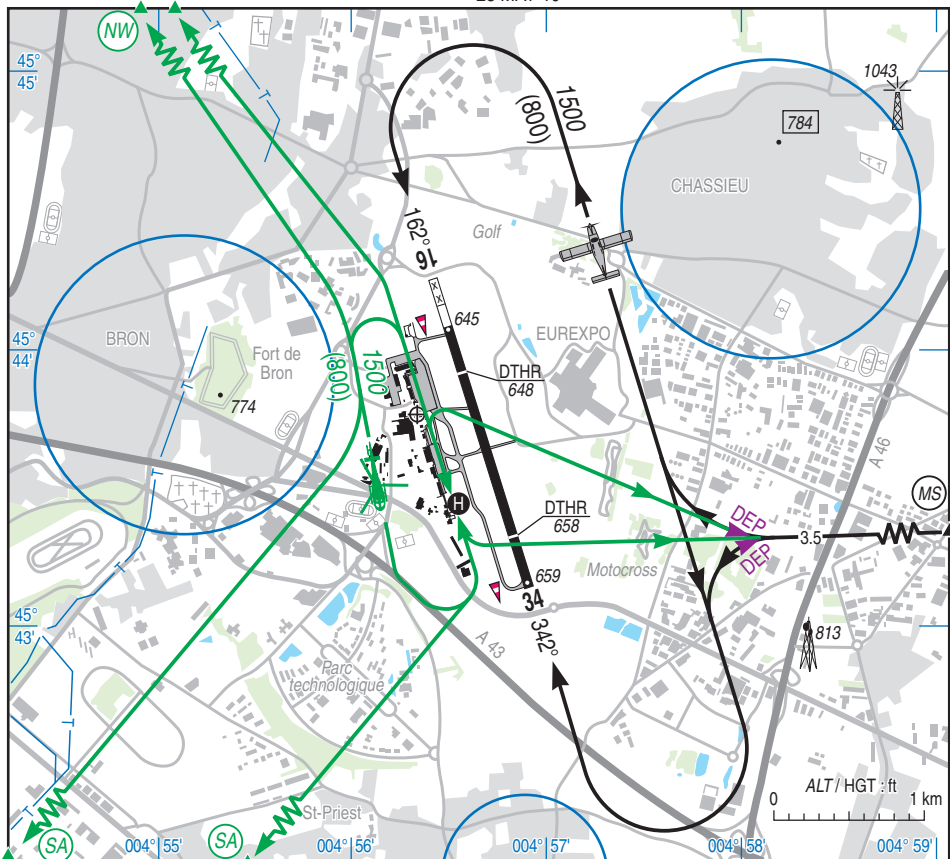 NW
45°
45'
1500
(800)
1043
784
CHASSIEU
162°
16
Golf
645
BRON
45°
44'
Fort de
Bron
774
1500
(800)
DTHR
648
EUREXPO
A 46
MS
H
DTHR
658
DEP
DEP
3.5
Motocross
659
34
342°
45°
43'
A 43
813
Parc
technologique
T
T
T
T
T
ALT / HGT : ft
0
1 km
St-Priest
SA
SA
004° 55'
004° 56'
004° 57'
004° 58'
004° 59'